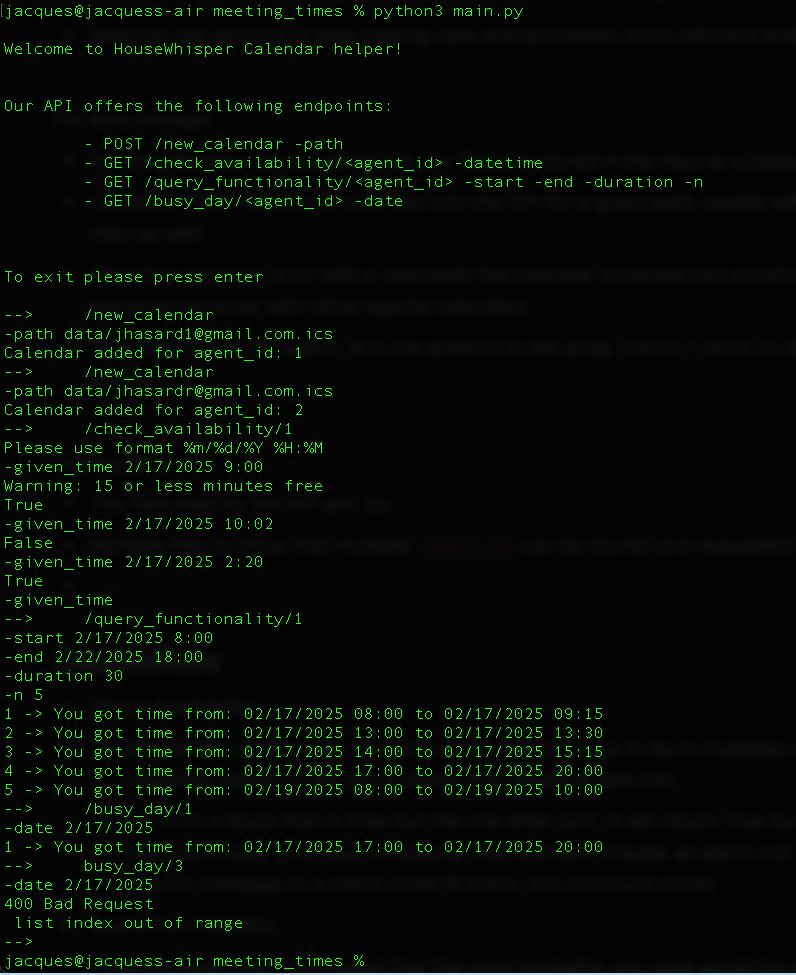 [jacques@jacquess-air meeting_times % python3 main.py
Welcome to HouseWhisper Calendar helper!
Our API offers the following endpoints:
- POST /new_calendar -path
- GET /check_availability/<agent_id> -datetime
- GET /query_functionality/<agent_id> -start -end -duration -n
- GET /busy_day/<agent_id> -date
To exit please press enter
--> /new_calendar
-path data/jhasard1@gmail.com.ics
Calendar added for agent_id: 1
--> /new_calendar
-path data/jhasardr@gmail.com.ics
Calendar added for agent_id: 2
--> /check_availability/1
Please use format %m/%d/%Y %H:%M
-given_time 2/17/2025 9:00
Warning: 15 or less minutes free
True
-given_time 2/17/2025 10:02
False
-given_time 2/17/2025 2:20
True
-given_time
--> /query_functionality/1
-start 2/17/2025 8:00
-end 2/22/2025 18:00
-duration 30
-n 5
1 -> You got time from: 02/17/2025 08:00 to 02/17/2025 09:15
2 -> You got time from: 02/17/2025 13:00 to 02/17/2025 13:30
3 -> You got time from: 02/17/2025 14:00 to 02/17/2025 15:15
4 -> You got time from: 02/17/2025 17:00 to 02/17/2025 20:00
5 -> You got time from: 02/19/2025 08:00 to 02/19/2025 10:00
--> /busy_day/1
-date 2/17/2025
1 -> You got time from: 02/17/2025 17:00 to 02/17/2025 20:00
--> busy_day/3
-date 2/17/2025
400 Bad Request
list index out of range
-->
jacques@jacquess-air meeting_times %